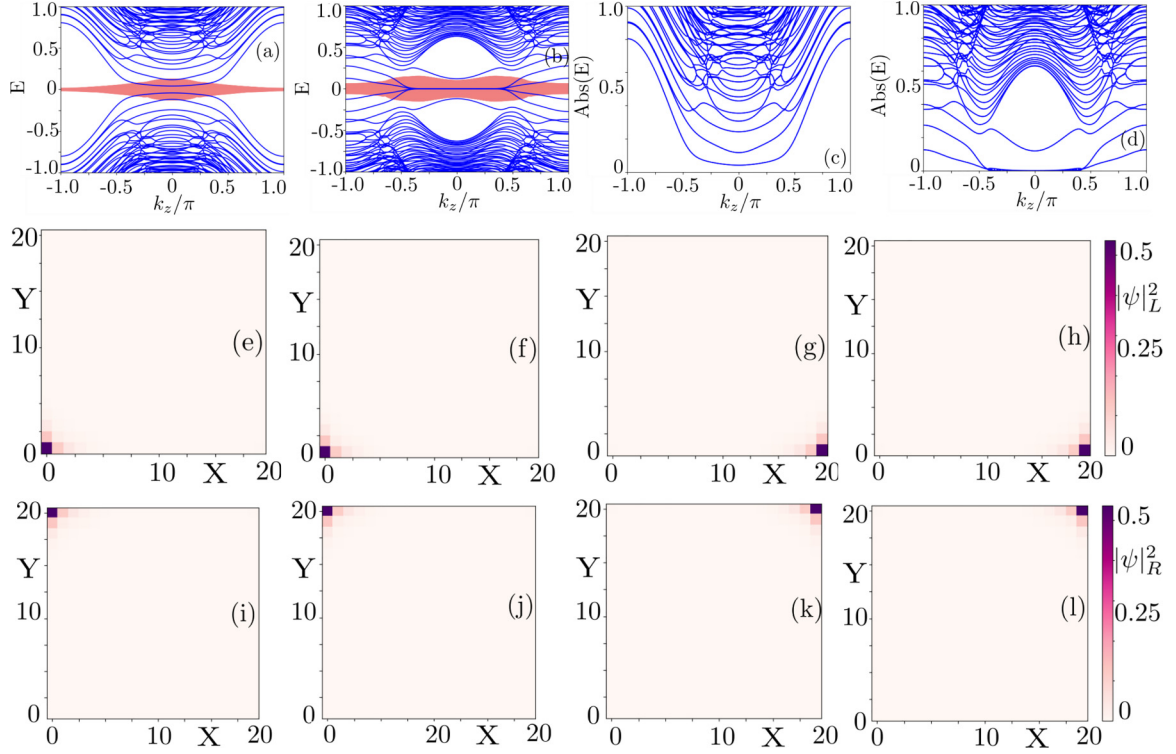 1.0 1.0 1.0 1.0
(a) (b)
0.5 0.5 0.5 0.5
E 0 0 Abs(E) Abs(E)
-0.5 -0.5
(c) (d)
-1.0 -1.0 0 0
-1.0 -0.5 0 0.5 1.0 -1.0 -0.5 0 0.5 1.0 -1.0 -0.5 0 0.5 1.0 -1.0 -0.5 0 0.5 1.0
k_z/π k_z/π k_z/π k_z/π
20 20 20 20 0.5
Y Y Y Y |ψ|²_L
(e) (f) (g) (h)
10 10 10 10 0.25
0 0 0 0 0
0 10 X 20 0 10 X 20 0 10 X 20 0 10 X 20
20 20 20 20 0.5
Y Y Y Y |ψ|²_R
(i) (j) (k) (l)
10 10 10 10 0.25
0 0 0 0 0
0 10 X 20 0 10 X 20 0 10 X 20 0 10 X 20